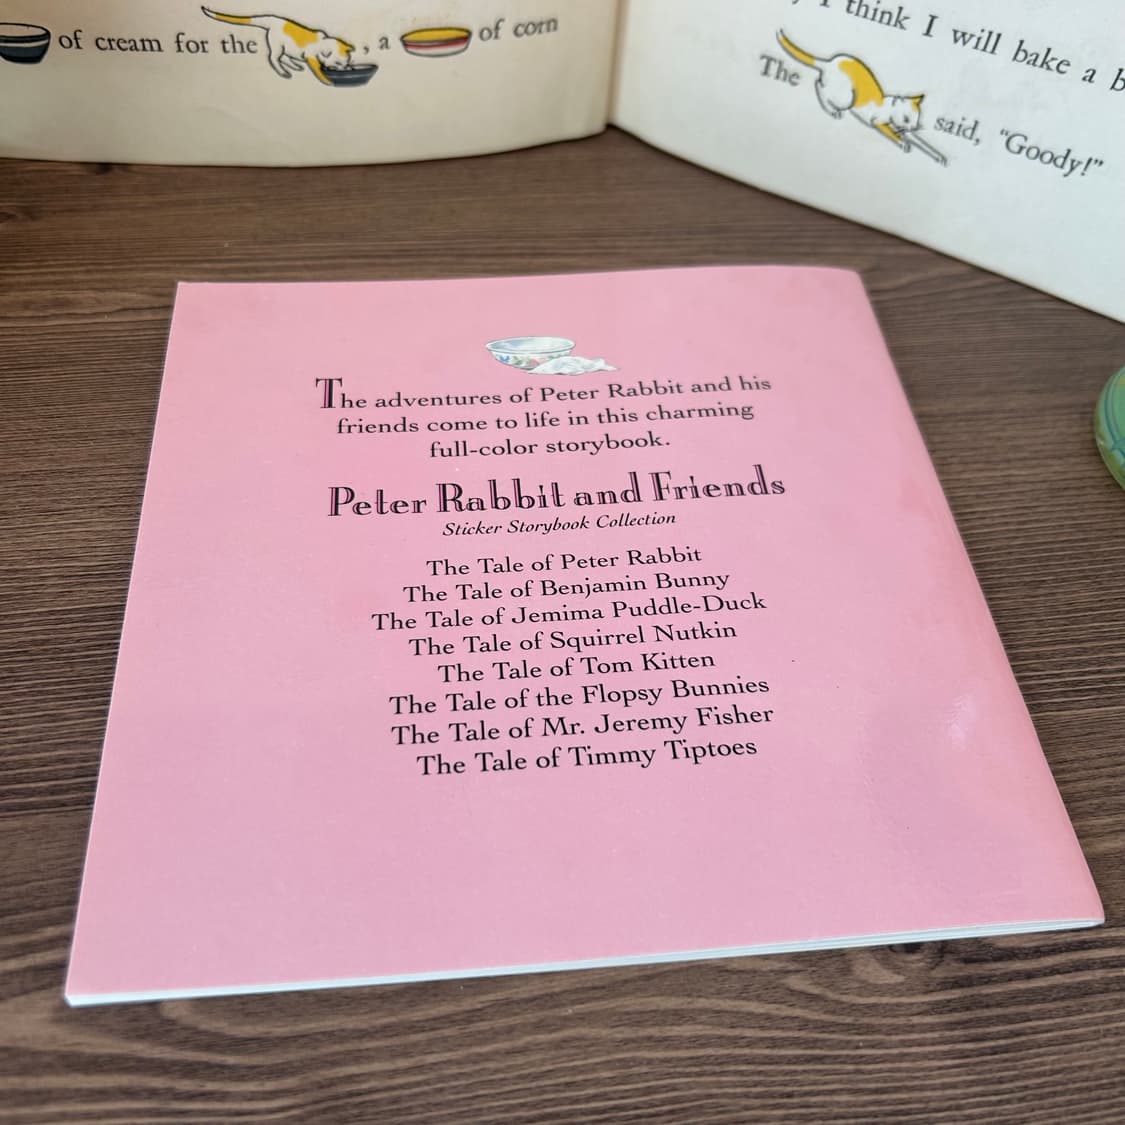 of cream for the , a of corn
I think I will bake a
The said, "Goody!"
The adventures of Peter Rabbit and his
friends come to life in this charming
full-color storybook.
Peter Rabbit and Friends
Sticker Storybook Collection
The Tale of Peter Rabbit
The Tale of Benjamin Bunny
The Tale of Jemima Puddle-Duck
The Tale of Squirrel Nutkin
The Tale of Tom Kitten
The Tale of the Flopsy Bunnies
The Tale of Mr. Jeremy Fisher
The Tale of Timmy Tiptoes